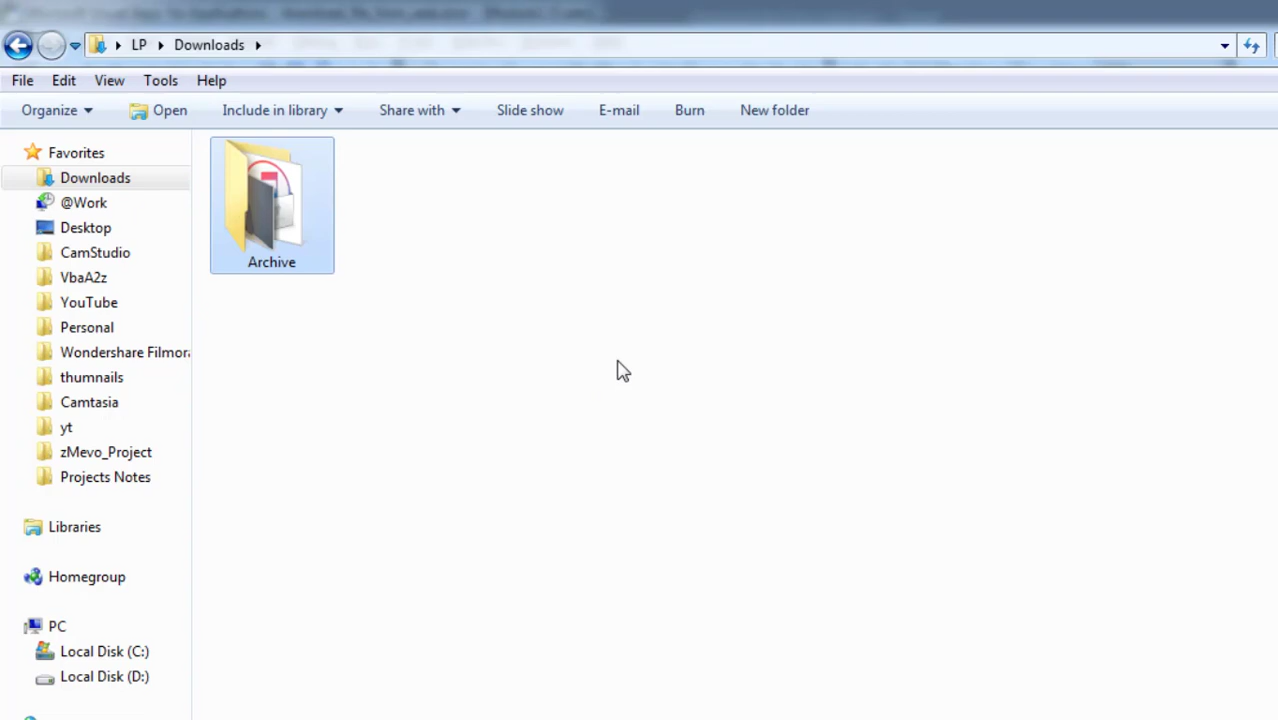 LP Downloads
File Edit View Tools Help
Organize Open Include in library Share with Slide show E-mail Burn New folder
Favorites
Downloads
@Work
Desktop
CamStudio
VbaA2z
YouTube
Personal
Wondershare Filmora
thumnails
Camtasia
yt
zMevo_Project
Projects Notes
Libraries
Homegroup
PC
Local Disk (C:)
Local Disk (D:)
Archive